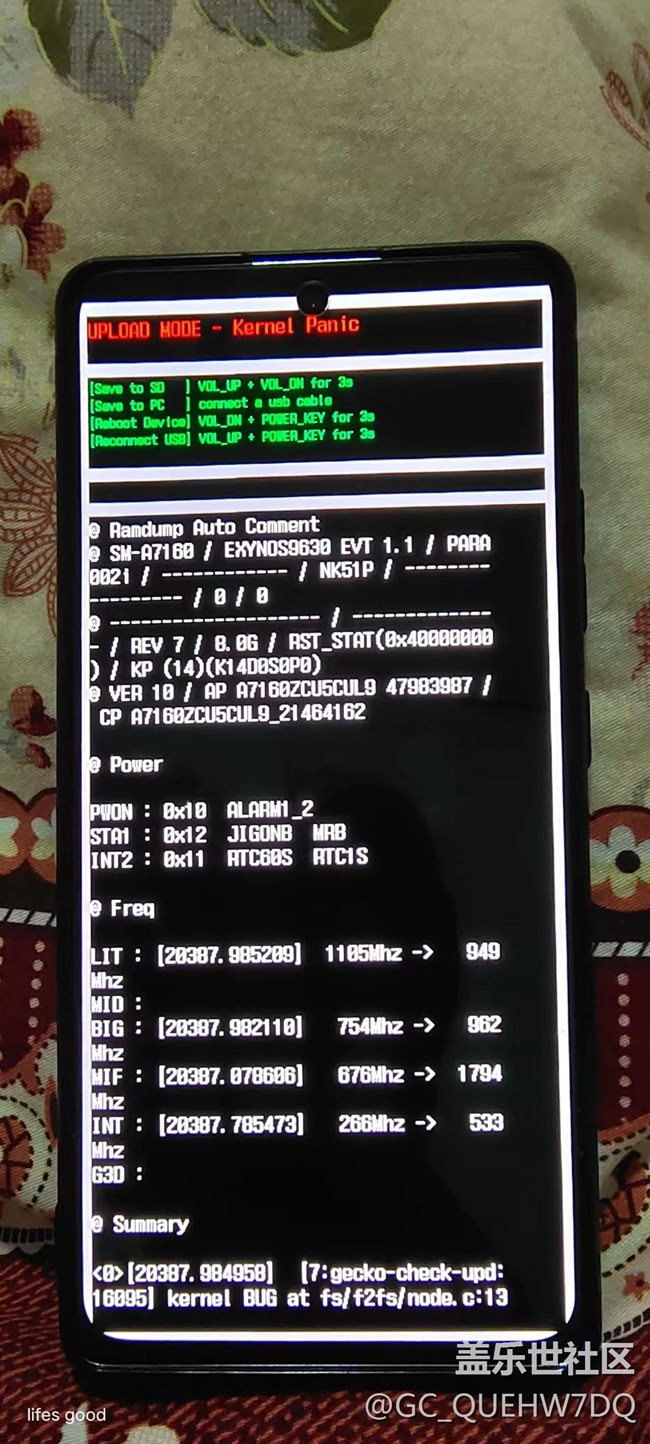 UPLOAD MODE - Kernel Panic
[Save to SD   ] VOL_UP + VOL_DN for 3s
[Save to PC   ] connect a usb cable
[Reboot Device] VOL_DN + POWER_KEY for 3s
[Reconnect USB] VOL_UP + POWER_KEY for 3s
@ Ramdump Auto Comment
@ SM-A7160 / EXYNOS9630 EVT 1.1 / PARA
0021 / ------------ / NK51P / --------
--------- / 0 / 0
@ -------------------- / -------------
- / REV 7 / 8.0G / RST_STAT(0x40000000
) / KP (14)(K14D0S0P0)
@ VER 10 / AP A7160ZCU5CUL9 47983987 /
CP A7160ZCU5CUL9_21464162
@ Power
PWON : 0x10  ALARM1_2
STA1 : 0x12  JIGONB  MRB
INT2 : 0x11  RTC60S  RTC1S
@ Freq
LIT : [20387.985209]  1105Mhz ->   949
Mhz
MID :
BIG : [20387.982110]   754Mhz ->   962
Mhz
MIF : [20387.078606]   676Mhz ->  1794
Mhz
INT : [20387.785473]   266Mhz ->   533
Mhz
G3D :
@ Summary
<0>[20387.984958]  [7:gecko-check-upd:
16095] kernel BUG at fs/f2fs/node.c:13
盖乐世社区
@GC_QUEHW7DQ
lifes good